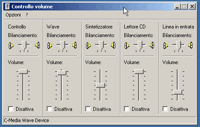 Controllo volume
Opzioni ?
Controllo Wave Sintetizzatore Lettore CD Linea in entrata
Bilanciamento: Bilanciamento: Bilanciamento: Bilanciamento: Bilanciamento:
Volume: Volume: Volume: Volume: Volume:
Disattiva Disattiva Disattiva Disattiva Disattiva
C-Media Wave Device